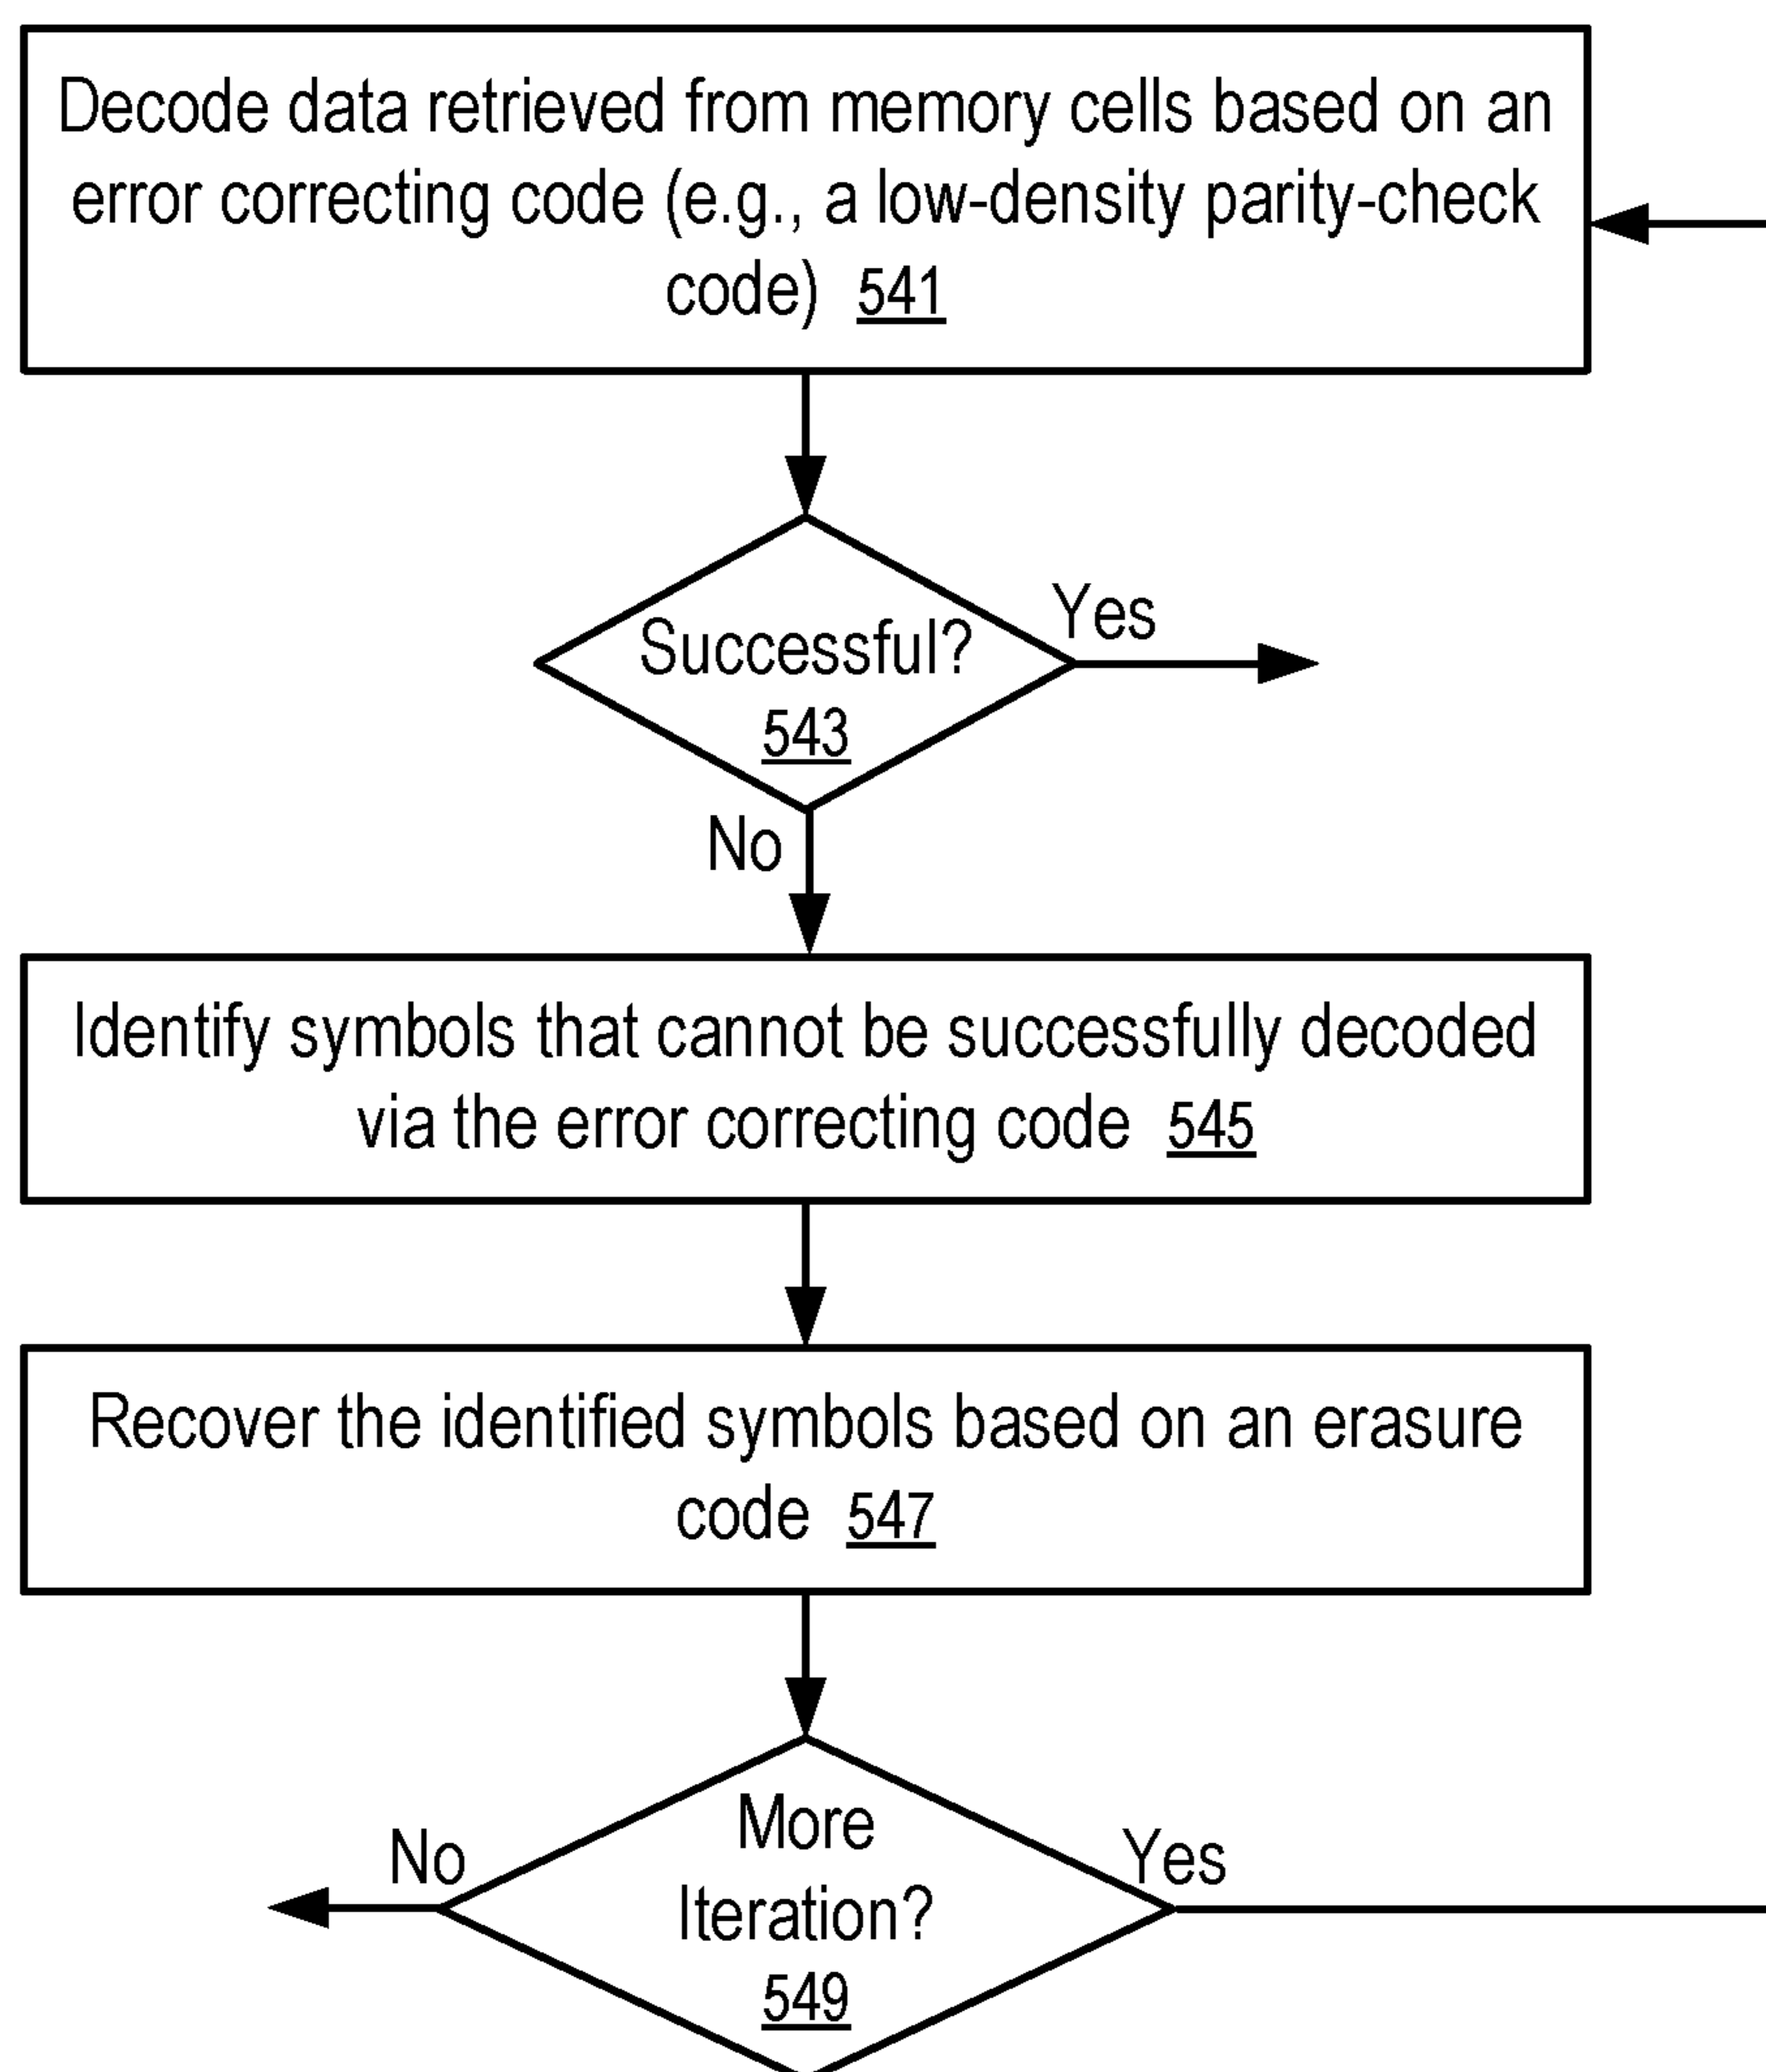 Decode data retrieved from memory cells based on an
error correcting code (e.g., a low-density parity-check
code) 541
Successful?
543
Yes
No
Identify symbols that cannot be successfully decoded
via the error correcting code 545
Recover the identified symbols based on an erasure
code 547
More
Iteration?
549
No
Yes